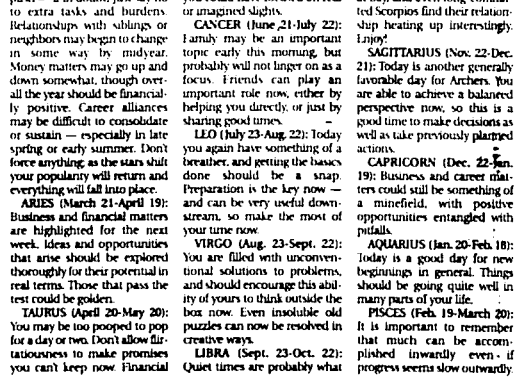 to extra tasks and burdens.
Relationships with siblings or
neighbors may begin to change
in some way by midyear.
Money matters may go up and
down somewhat, though over-
all the year should be financial-
ly positive. Career alliances
may be difficult to consolidate
or sustain — especially in late
spring or early summer. Don't
force anything; as the stars shift
your popularity will return and
everything will fall into place.
ARIES (March 21-April 19):
Business and financial matters
are highlighted for the next
week. Ideas and opportunities
that arise should be explored
thoroughly for their potential in
real terms. Those that pass the
test could be golden.
TAURUS (April 20-May 20):
You may be too pooped to pop
for a day or two. Don't allow flir-
tatiousness to make promises
you can't keep now. Financial
or imagined slights.
CANCER (June 21-July 22):
Family may be an important
topic early this morning, but
probably will not linger on as a
focus. Friends can play an
important role now, either by
helping you directly, or just by
sharing good times.
LEO (July 23-Aug. 22): Today
you again have something of a
breather, and getting the basics
done should be a snap.
Preparation is the key now —
and can be very useful down-
stream, so make the most of
your time now.
VIRGO (Aug. 23-Sept. 22):
You are filled with unconven-
tional solutions to problems,
and should encourage this abil-
ity of yours to think outside the
box now. Even insoluble old
puzzles can now be resolved in
creative ways.
LIBRA (Sept. 23-Oct. 22):
Quiet times are probably what
ted Scorpios find their relation-
ship heating up interestingly.
Enjoy!
SAGITTARIUS (Nov. 22-Dec.
21): Today is another generally
favorable day for Archers. You
are able to achieve a balanced
perspective now, so this is a
good time to make decisions as
well as take previously planned
actions.
CAPRICORN (Dec. 22-Jan.
19): Business and career mat-
ters could still be something of
a minefield, with positive
opportunities entangled with
pitfalls.
AQUARIUS (Jan. 20-Feb. 18):
Today is a good day for new
beginnings in general. Things
should be going quite well in
many parts of your life.
PISCES (Feb. 19-March 20):
It is important to remember
that much can be accom-
plished inwardly even if
progress seems slow outwardly.